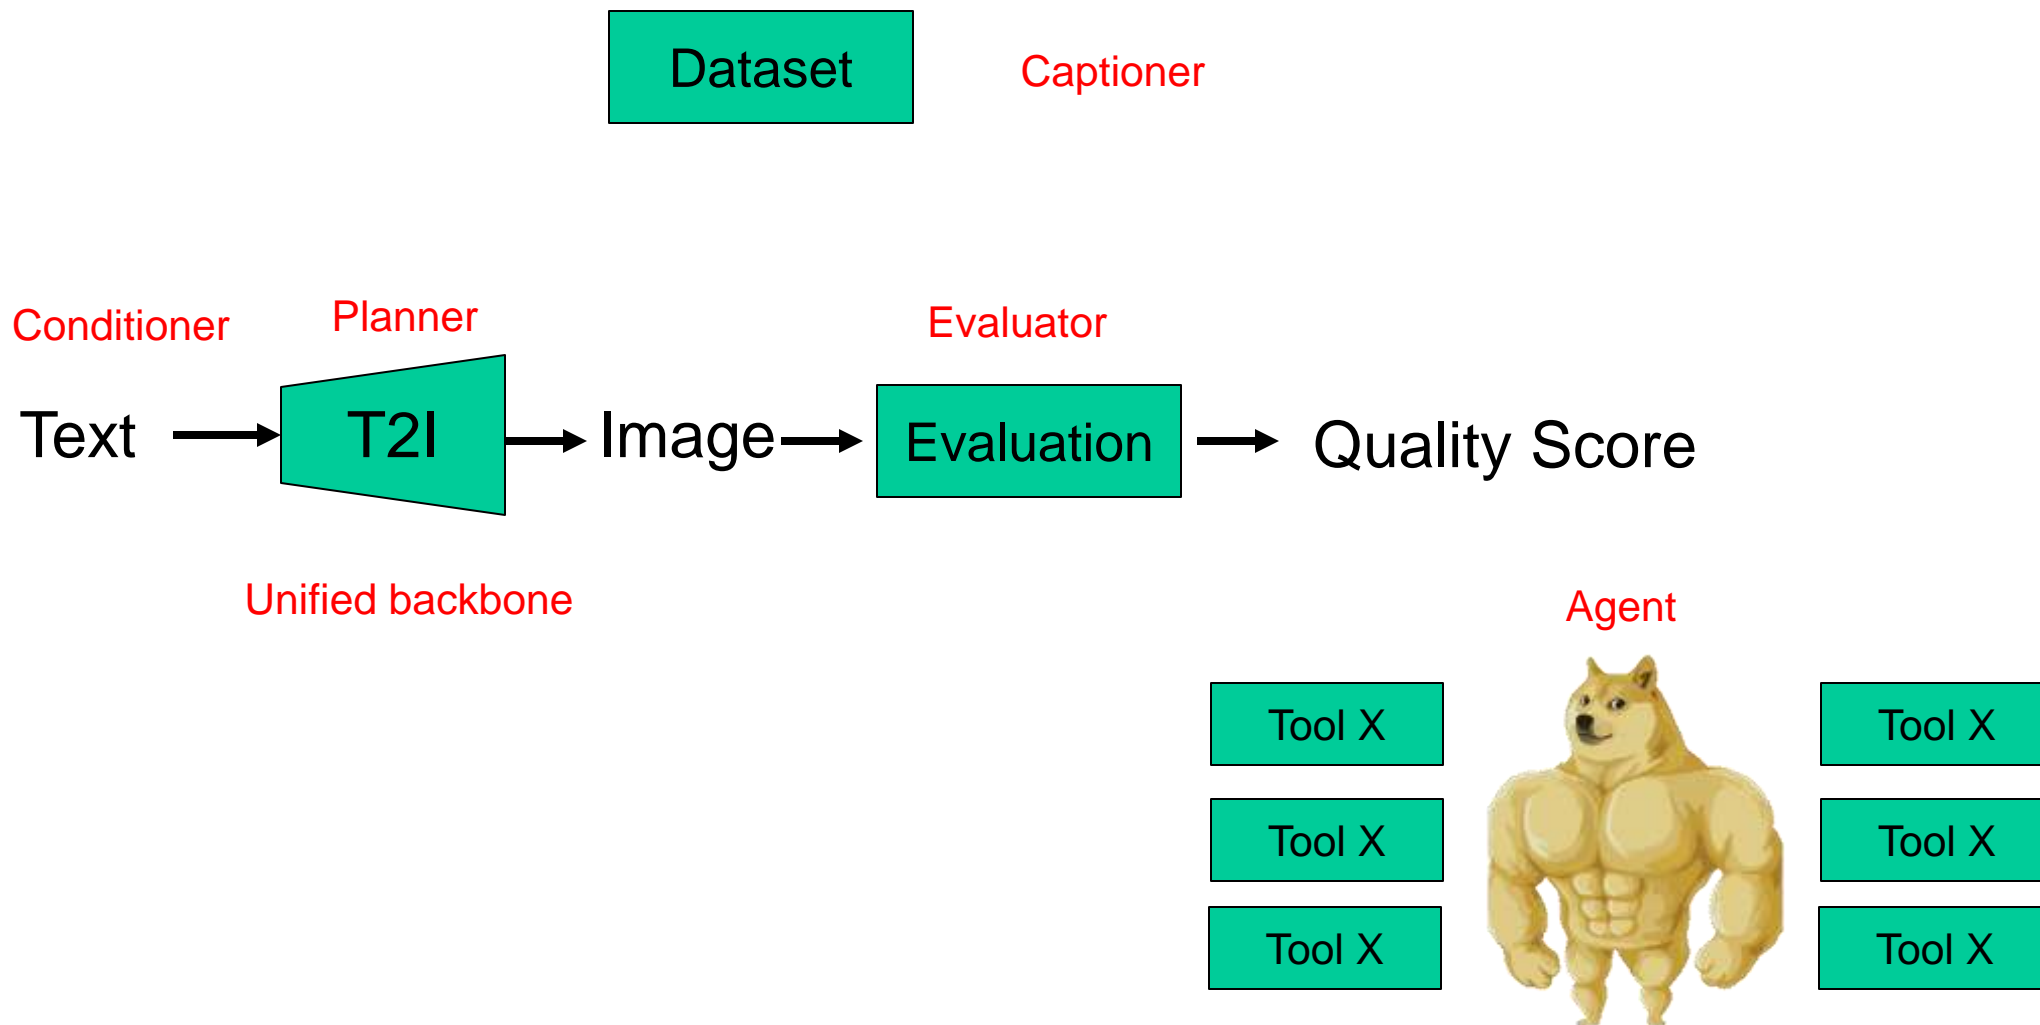 Dataset
Captioner
Conditioner
Planner
Evaluator
Text
T2I
Image
Evaluation
Quality Score
Unified backbone
Agent
Tool X
Tool X
Tool X
Tool X
Tool X
Tool X